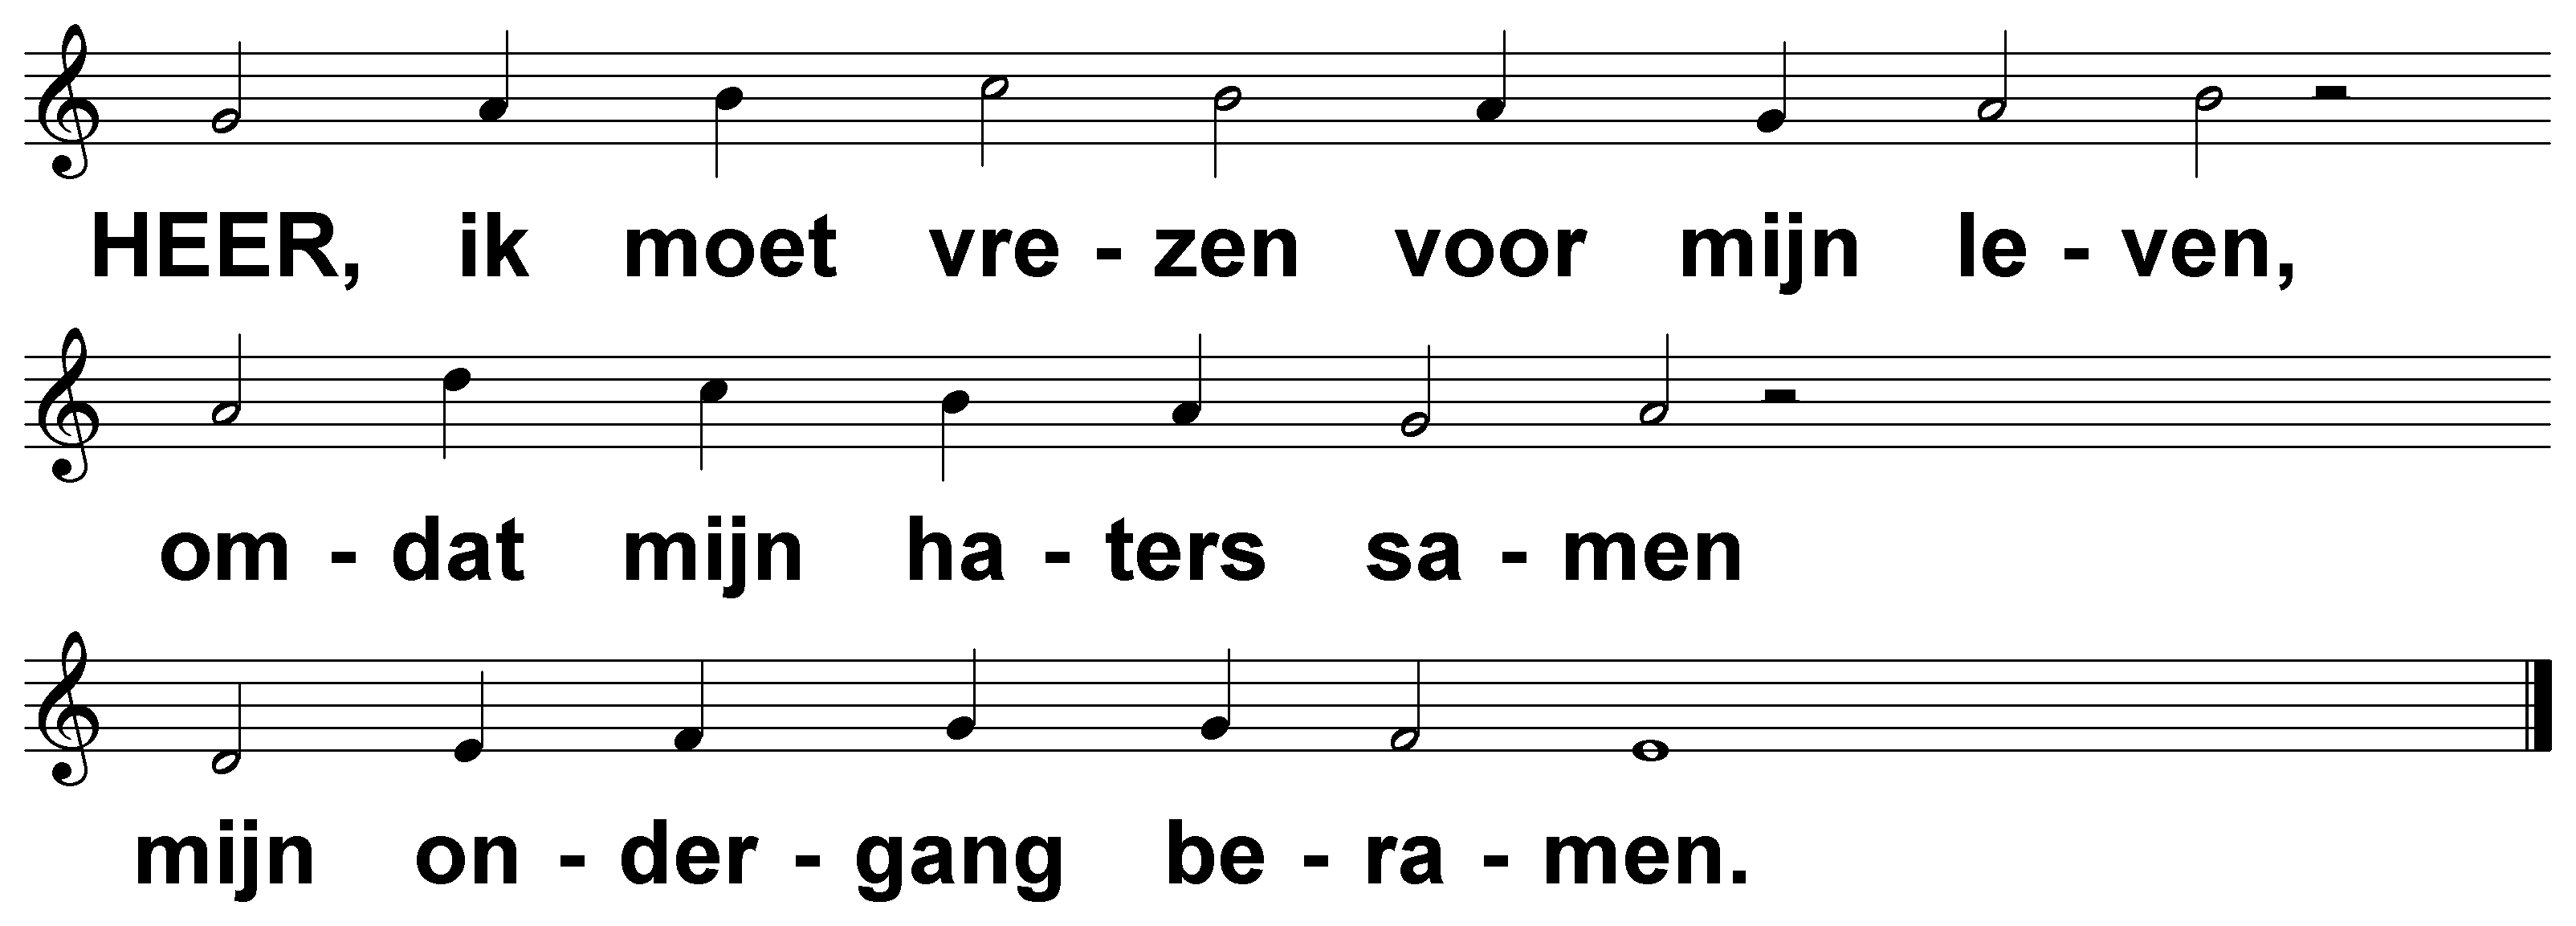 HEER, ik moet vre - zen voor mijn le - ven,
om - dat mijn ha - ters sa - men
mijn on - der - gang be - ra - men.